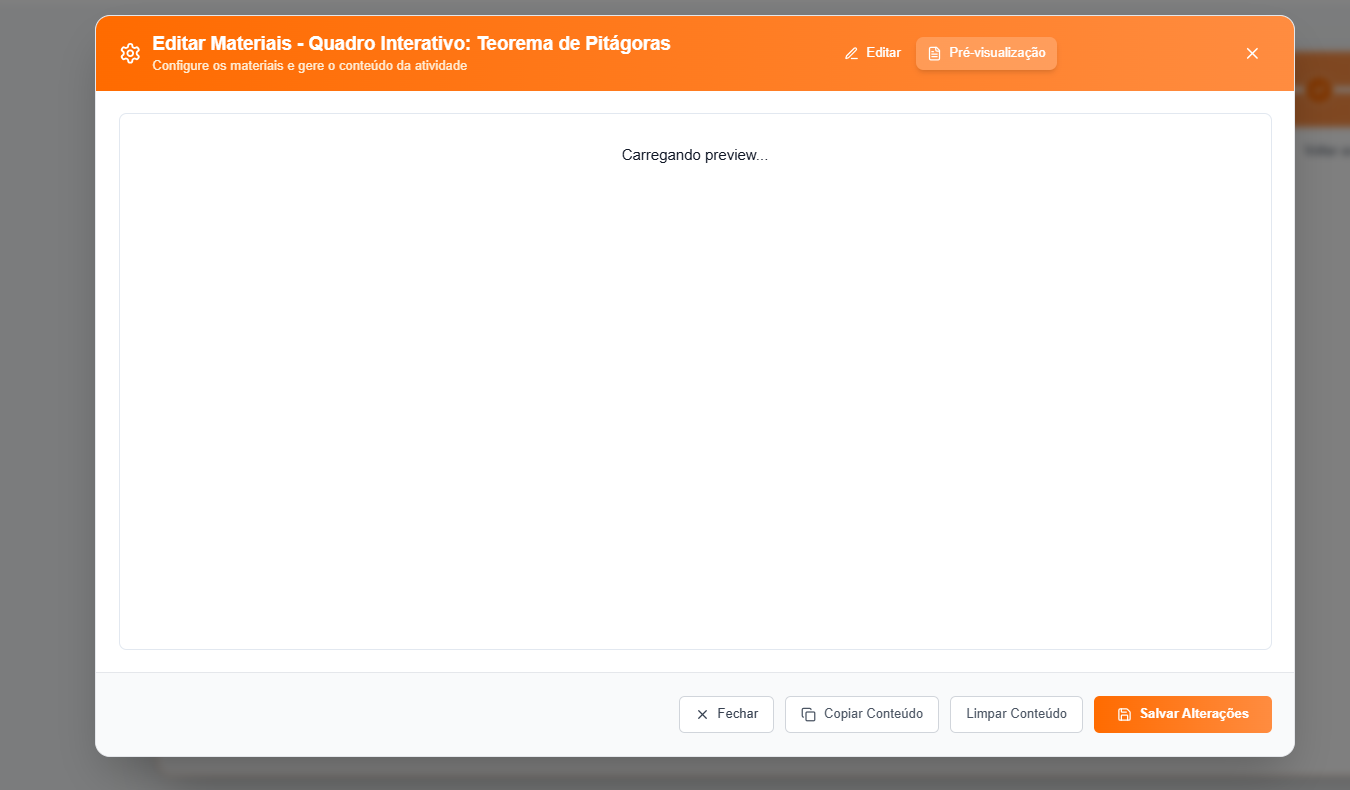 Editar Materiais - Quadro Interativo: Teorema de Pitágoras
Configure os materiais e gere o conteúdo da atividade
Editar
Pré-visualização
Carregando preview...
Fechar
Copiar Conteúdo
Limpar Conteúdo
Salvar Alterações